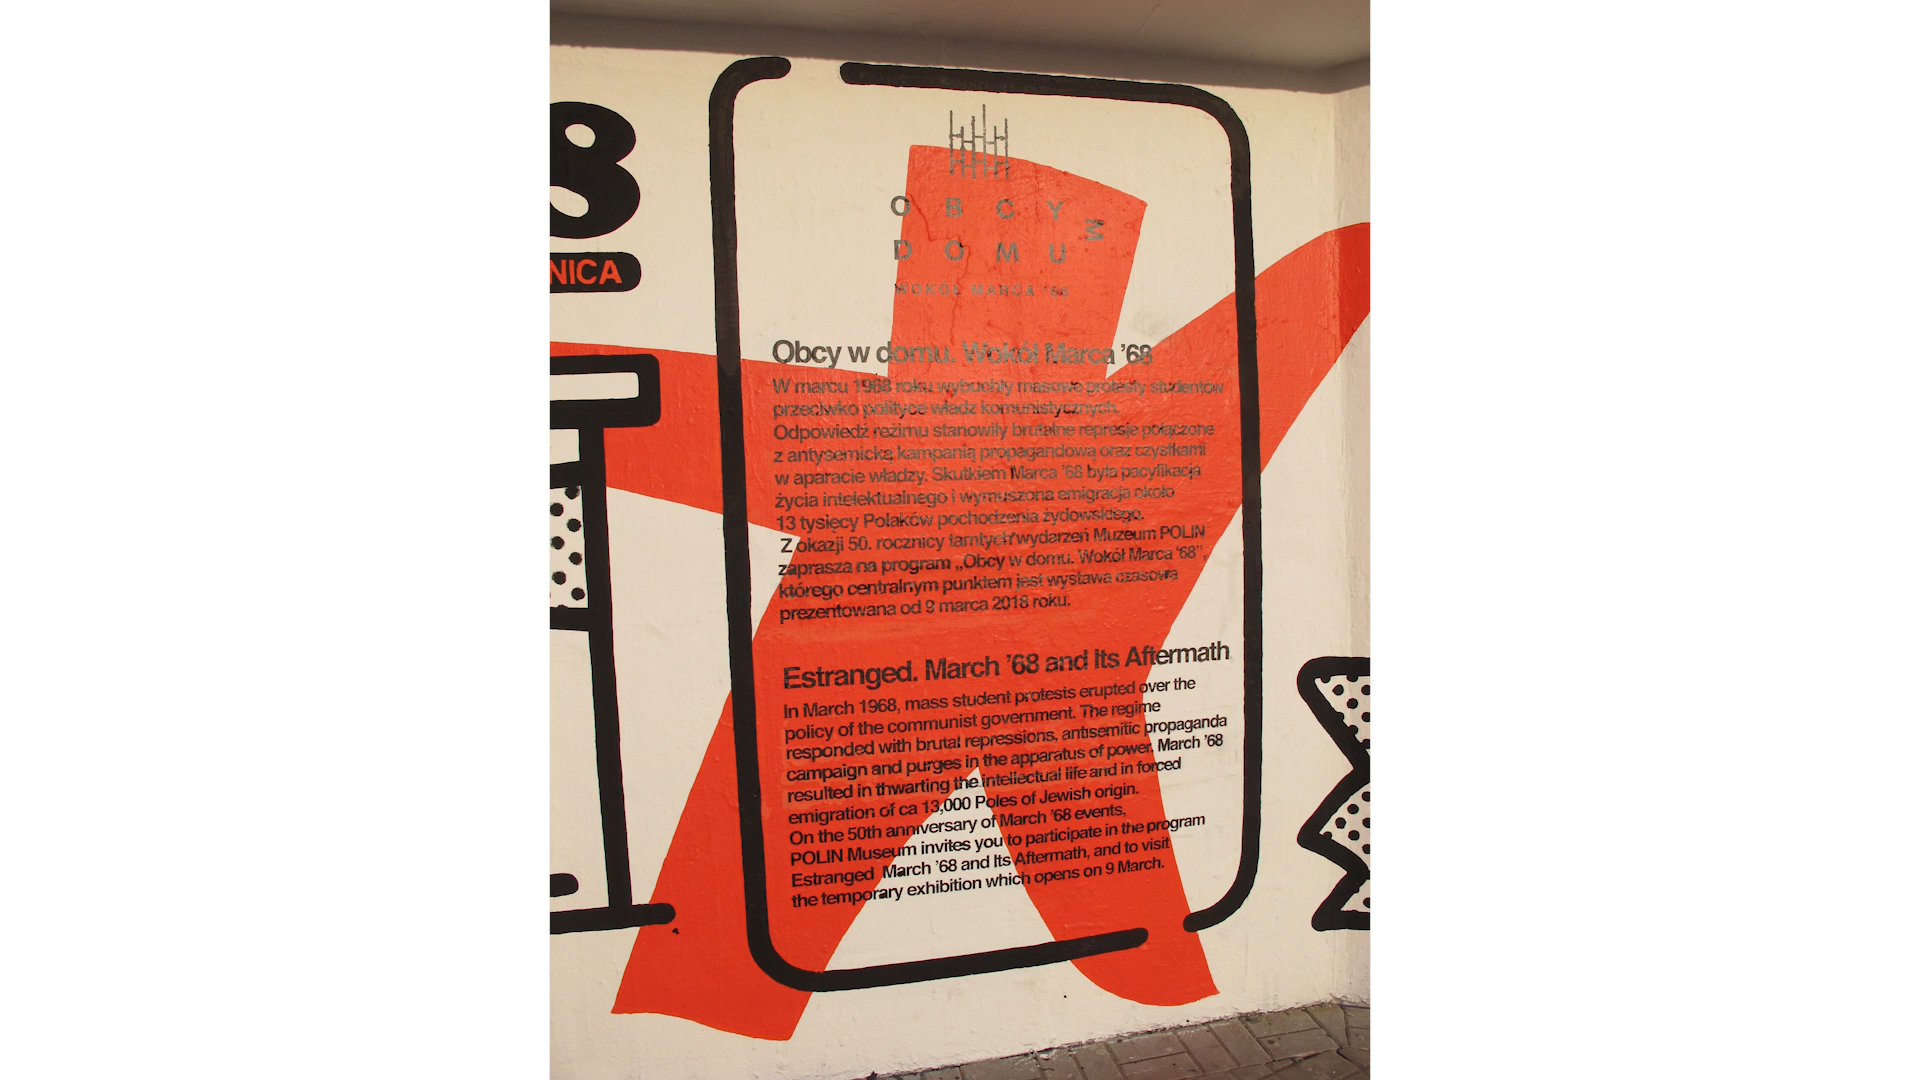 8
NICA
OBCY
W
DOMU
WOKÓŁ MARCA '68
Obcy w domu. Wokół Marca '68
W marcu 1968 roku wybuchły masowe protesty studentów
przeciwko polityce władz komunistycznych.
Odpowiedź reżimu stanowiły brutalne represje połączone
z antysemicką kampanią propagandową oraz czystkami
w aparacie władzy. Skutkiem Marca '68 była pacyfikacja
życia intelektualnego i wymuszona emigracja około
13 tysięcy Polaków pochodzenia żydowskiego.
Z okazji 50. rocznicy tamtych wydarzeń Muzeum POLIN
zaprasza na program „Obcy w domu. Wokół Marca '68”,
którego centralnym punktem jest wystawa czasowa
prezentowana od 9 marca 2018 roku.
Estranged. March '68 and Its Aftermath
In March 1968, mass student protests erupted over the
policy of the communist government. The regime
responded with brutal repressions, antisemitic propaganda
campaign and purges in the apparatus of power. March '68
resulted in thwarting the intellectual life and in forced
emigration of ca 13,000 Poles of Jewish origin.
On the 50th anniversary of March '68 events,
POLIN Museum invites you to participate in the program
Estranged March '68 and Its Aftermath, and to visit
the temporary exhibition which opens on 9 March.